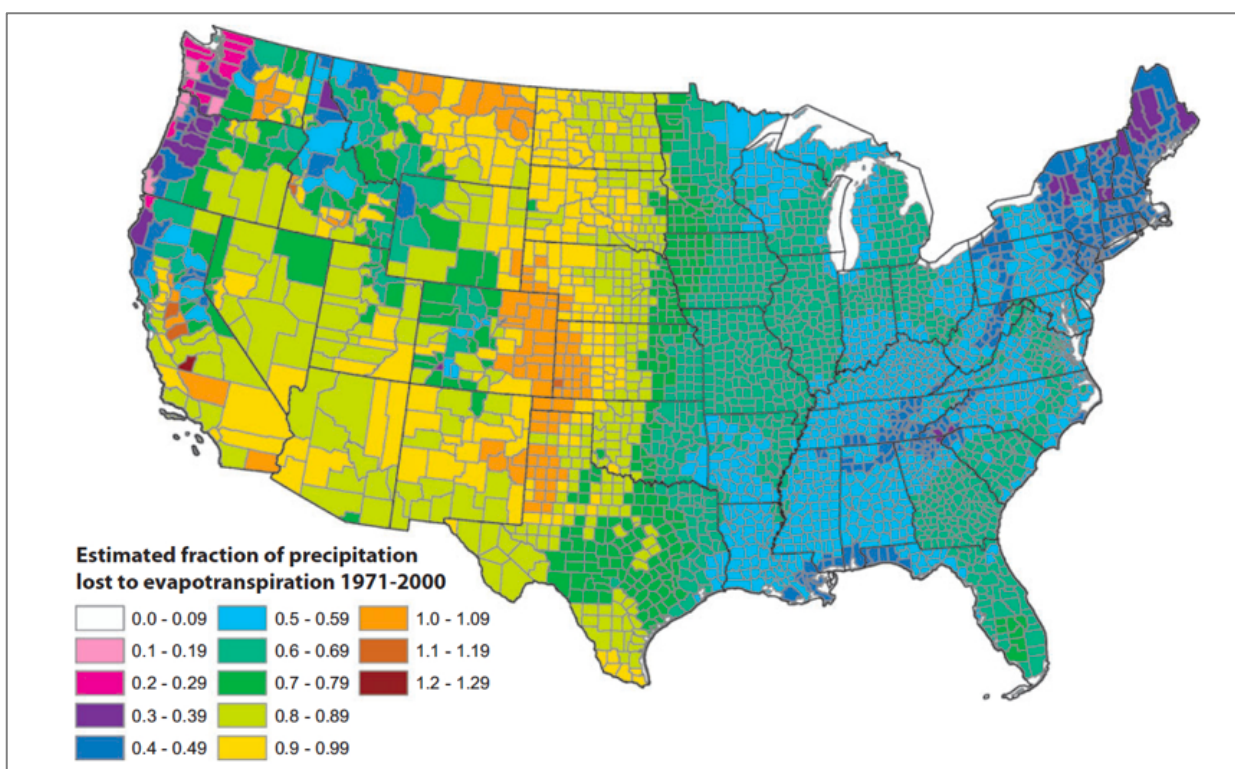 Estimated fraction of precipitation
lost to evapotranspiration 1971-2000
0.0 - 0.09
0.1 - 0.19
0.2 - 0.29
0.3 - 0.39
0.4 - 0.49
0.5 - 0.59
0.6 - 0.69
0.7 - 0.79
0.8 - 0.89
0.9 - 0.99
1.0 - 1.09
1.1 - 1.19
1.2 - 1.29